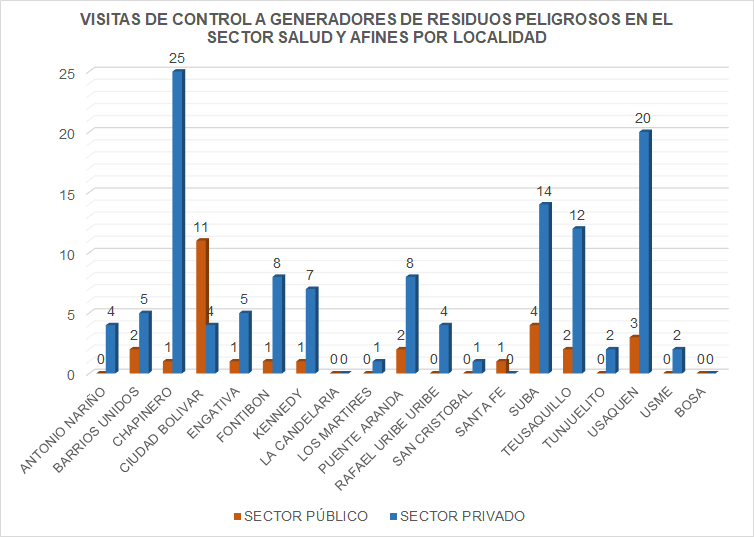 VISITAS DE CONTROL A GENERADORES DE RESIDUOS PELIGROSOS EN EL
SECTOR SALUD Y AFINES POR LOCALIDAD
25
20
15
10
5
0
0 4
2 5
1 25
11 4
1 5
1 8
1 7
0 0
0 1
2 8
0 4
0 1
1 0
4 14
2 12
0 2
3 20
0 2
0 0
ANTONIO NARIÑO
BARRIOS UNIDOS
CHAPINERO
CIUDAD BOLIVAR
ENGATIVA
FONTIBON
KENNEDY
LA CANDELARIA
LOS MARTIRES
PUENTE ARANDA
RAFAEL URIBE URIBE
SAN CRISTOBAL
SANTA FE
SUBA
TEUSAQUILLO
TUNJUELITO
USAQUEN
USME
BOSA
SECTOR PÚBLICO SECTOR PRIVADO